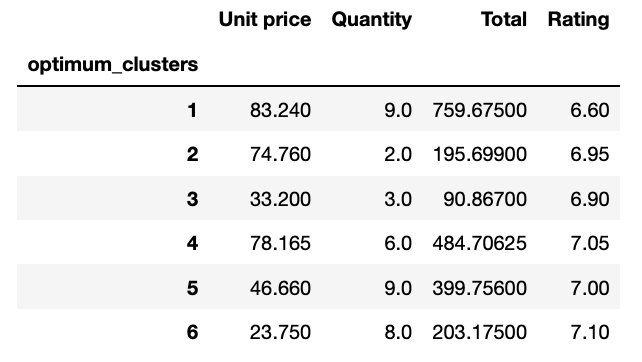 Unit price Quantity Total Rating
optimum_clusters
1 83.240 9.0 759.67500 6.60
2 74.760 2.0 195.69900 6.95
3 33.200 3.0 90.86700 6.90
4 78.165 6.0 484.70625 7.05
5 46.660 9.0 399.75600 7.00
6 23.750 8.0 203.17500 7.10